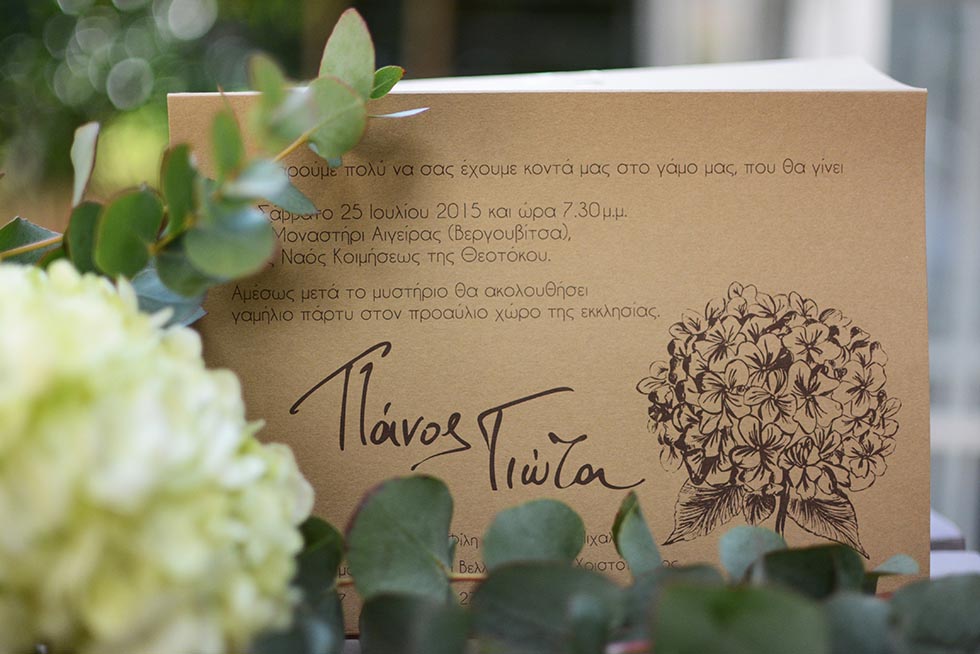 πολύ να σας έχουμε κοντά μας στο γάμο μας, που θα γίνει
Σάββατο 25 Ιουλίου 2015 και ώρα 7.30μ.μ.
Μοναστήρι Αιγείρας (Βεργουβίτσα),
Ναός Κοιμήσεως της Θεοτόκου.
Αμέσως μετά το μυστήριο θα ακολουθήσει
γαμήλιο πάρτυ στον προαύλιο χώρο της εκκλησίας.
Πάνος
Γιώτα